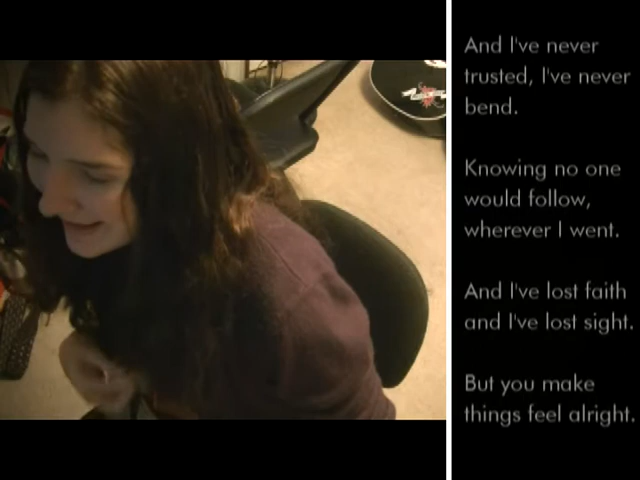 And I've never
trusted, I've never
bend.
Knowing no one
would follow,
wherever I went.
And I've lost faith
and I've lost sight.
But you make
things feel alright.